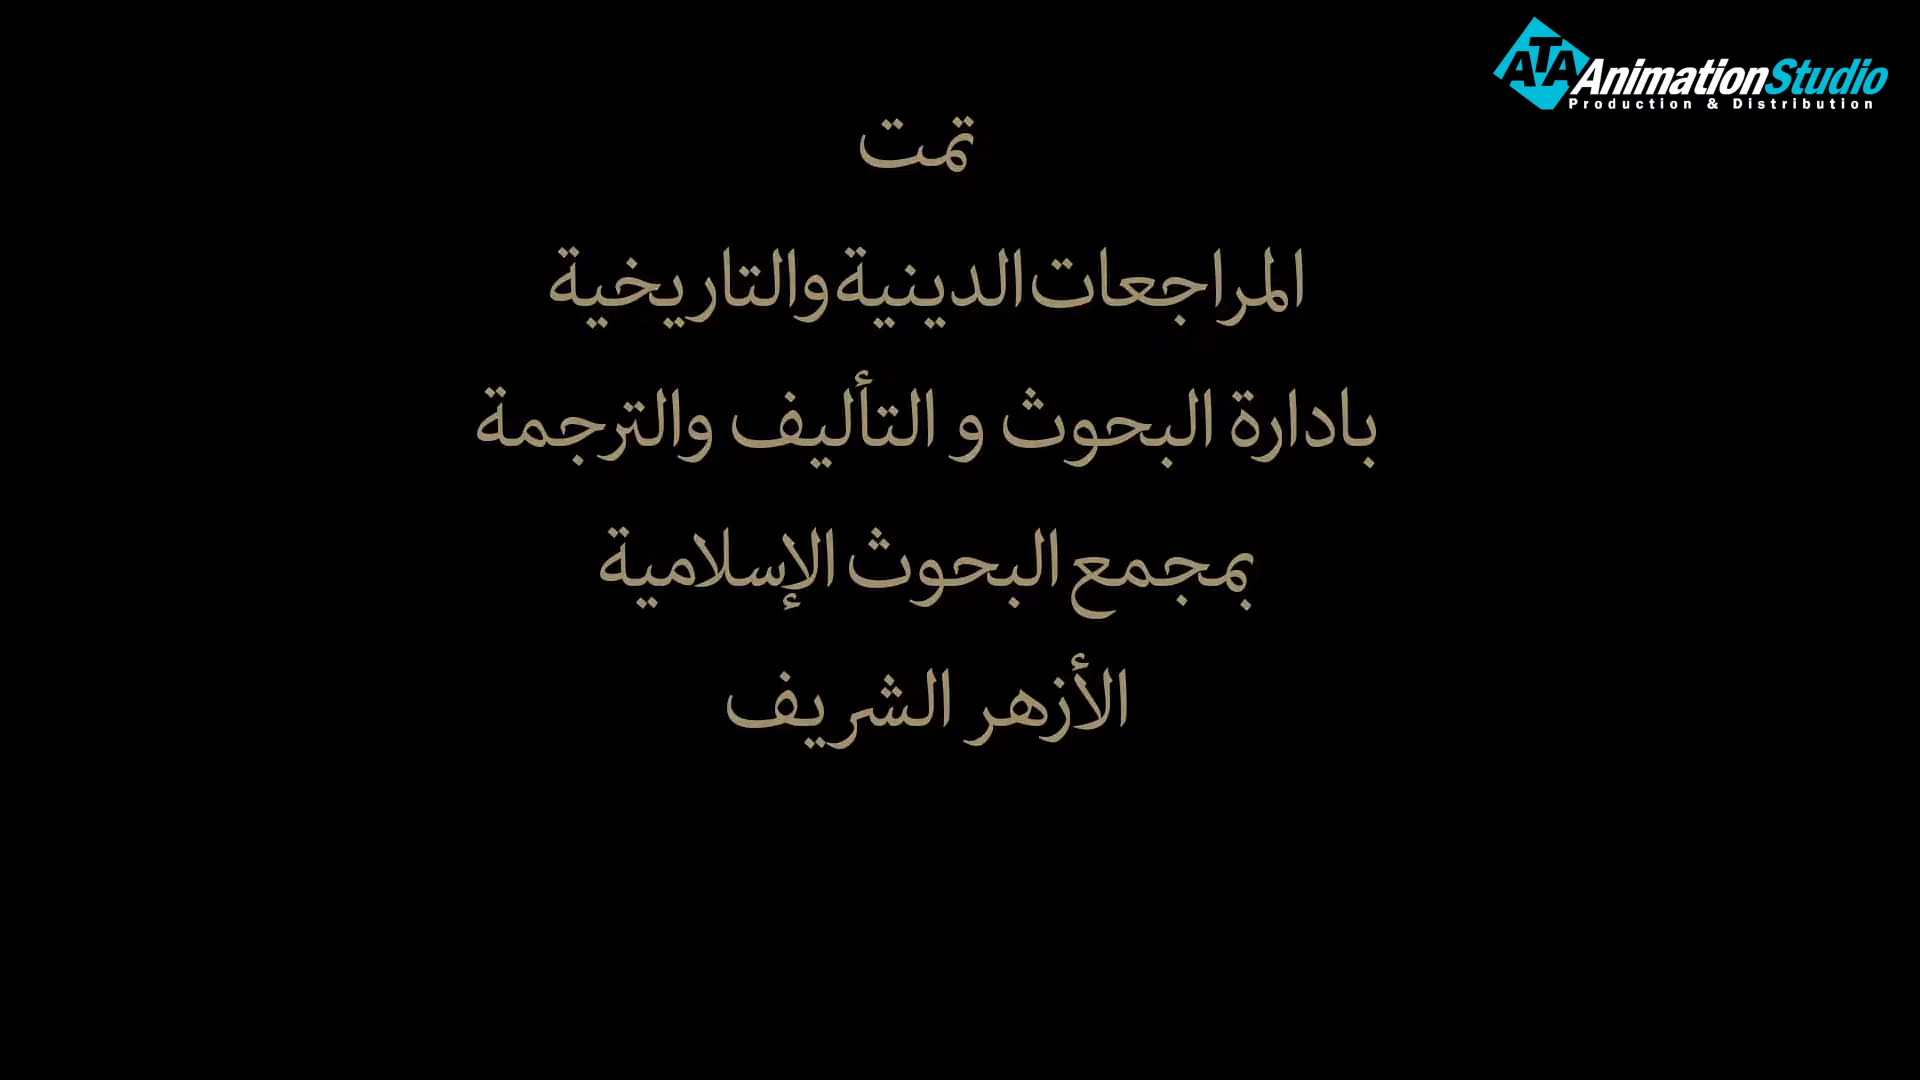 ATA AnimationStudio
Production & Distribution
تمت
المراجعات الدينية والتاريخية
بادارة البحوث و التأليف والترجمة
بمجمع البحوث الإسلامية
الأزهر الشريف